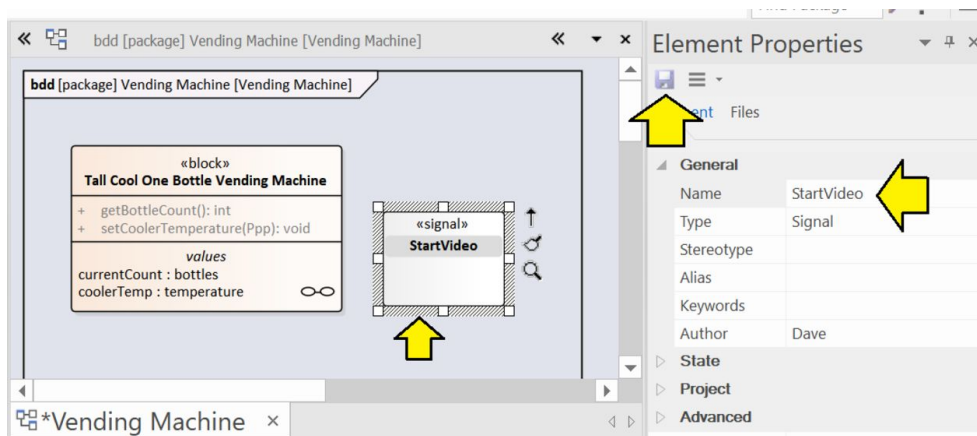 bdd [package] Vending Machine [Vending Machine]
bdd [package] Vending Machine [Vending Machine]
«block»
Tall Cool One Bottle Vending Machine
+ getBottleCount(): int
+ setCoolerTemperature(Ppp): void
values
currentCount : bottles
coolerTemp : temperature
«signal»
StartVideo
*Vending Machine
Element Properties
Files
General
Name StartVideo
Type Signal
Stereotype
Alias
Keywords
Author Dave
State
Project
Advanced